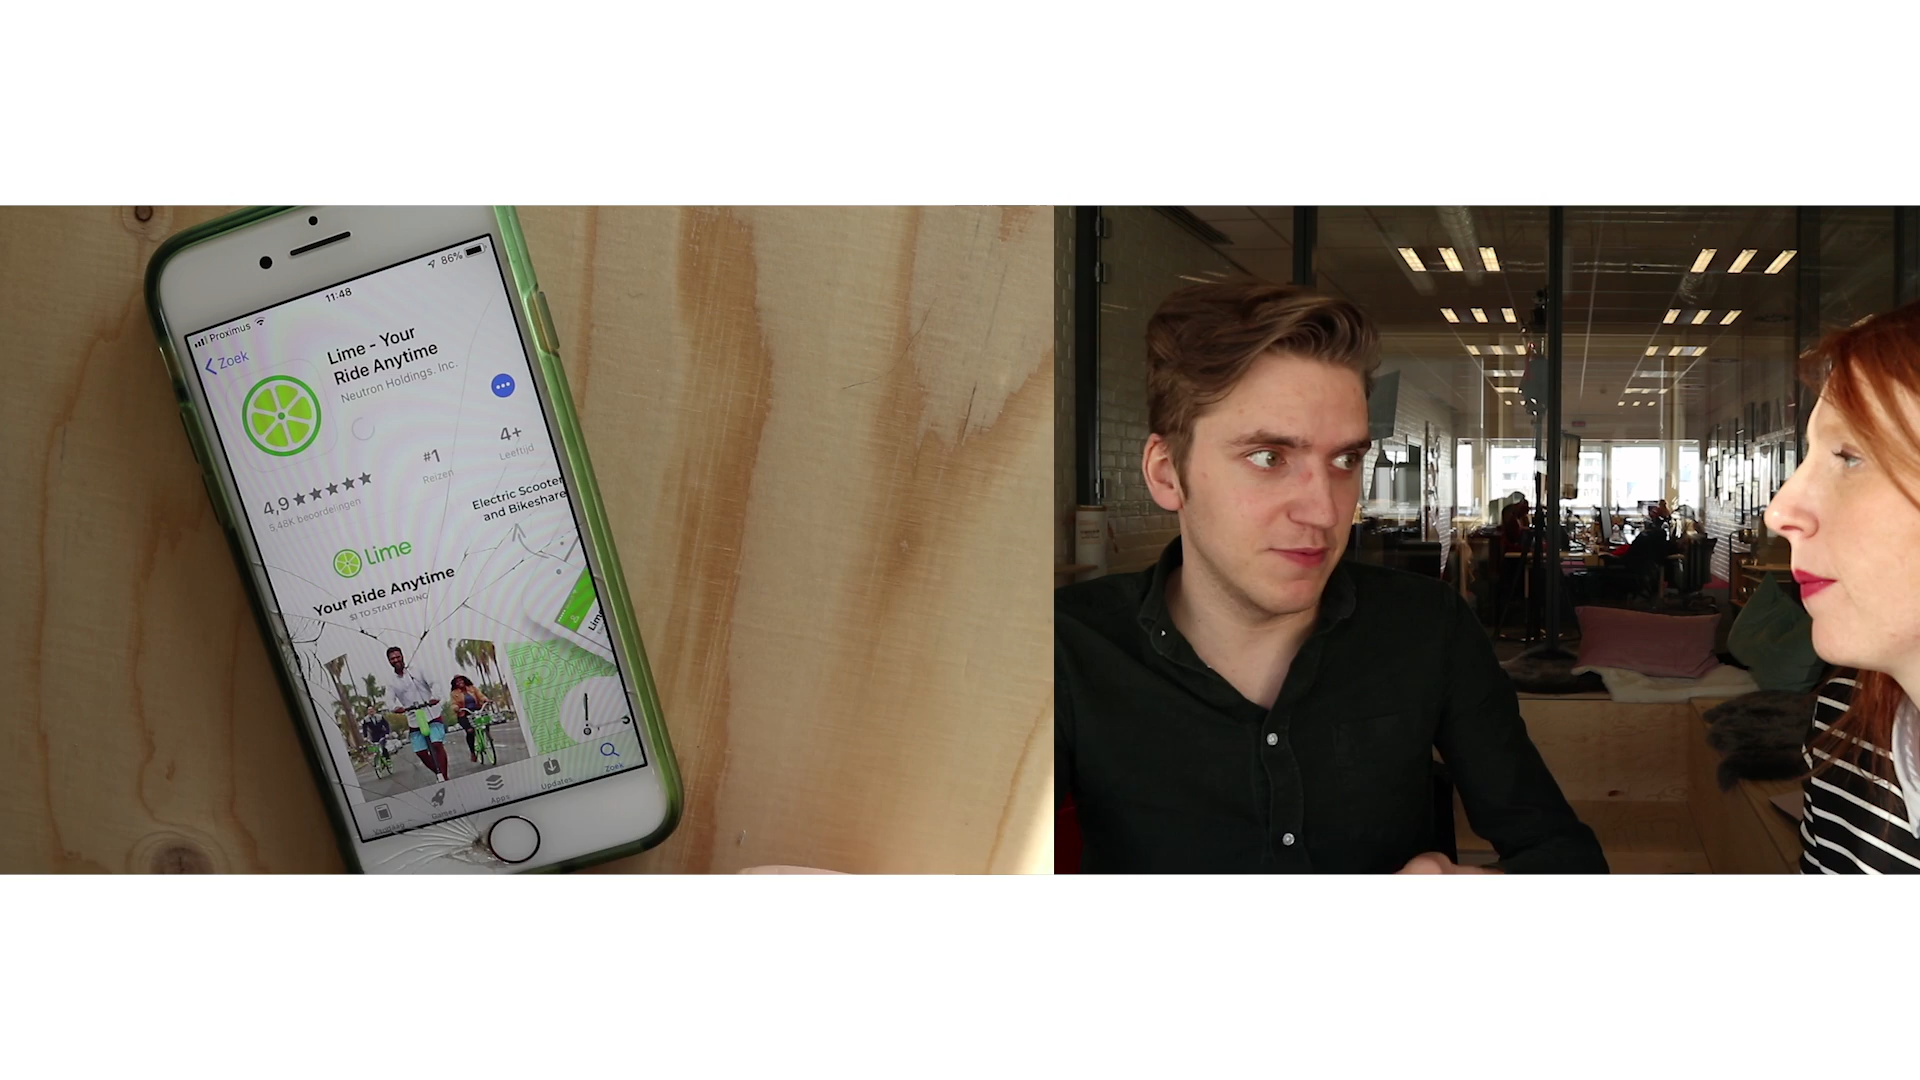 Proximus
11:48
86%
Zoek
Lime - Your
Ride Anytime
Neutron Holdings, Inc.
4,9 ★★★★★
5,48K beoordelingen
#1
Reizen
4+
Leeftijd
Lime
Your Ride Anytime
$1 TO START RIDING
Electric Scooter
and Bikeshare
Lime
Vandaag
Games
Apps
Updates
Zoek